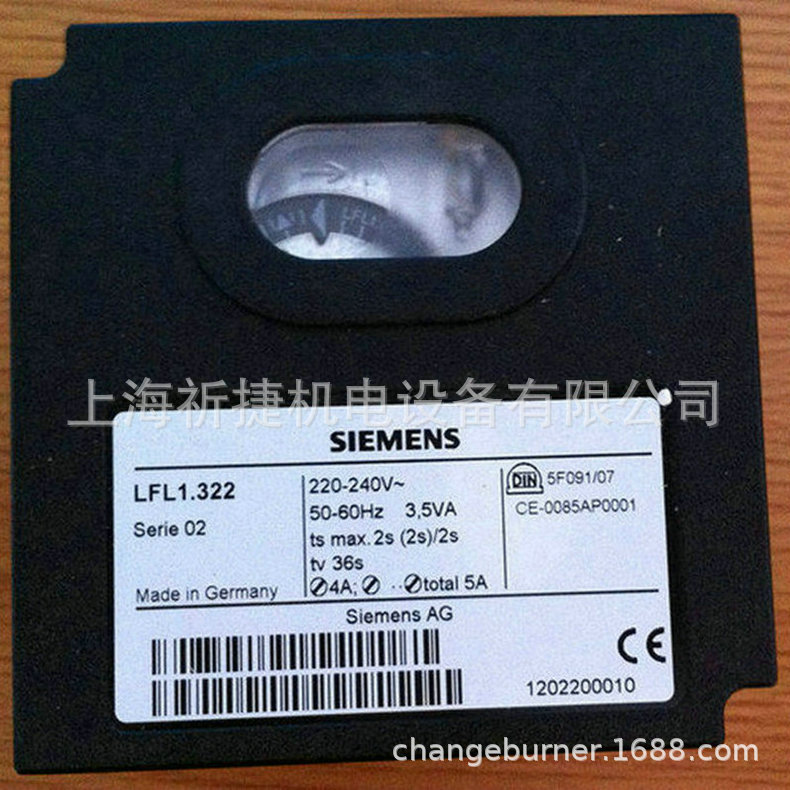 LFL1
上海祈捷机电设备有限公司
SIEMENS
LFL1.322
Serie 02
Made in Germany
220-240V~
50-60Hz 3,5VA
ts max. 2s (2s)/2s
tv 36s
⊘4A; ⊘ ··⊘total 5A
DIN 5F091/07
CE-0085AP0001
Siemens AG
CE
1202200010
changeburner.1688.com